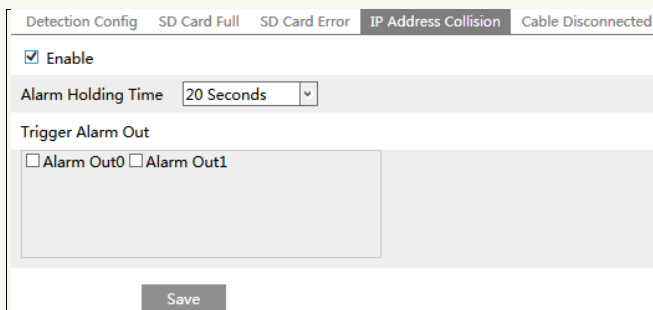 Detection Config SD Card Full SD Card Error IP Address Collision Cable Disconnected
Enable
Alarm Holding Time 20 Seconds
Trigger Alarm Out
Alarm Out0 Alarm Out1
Save